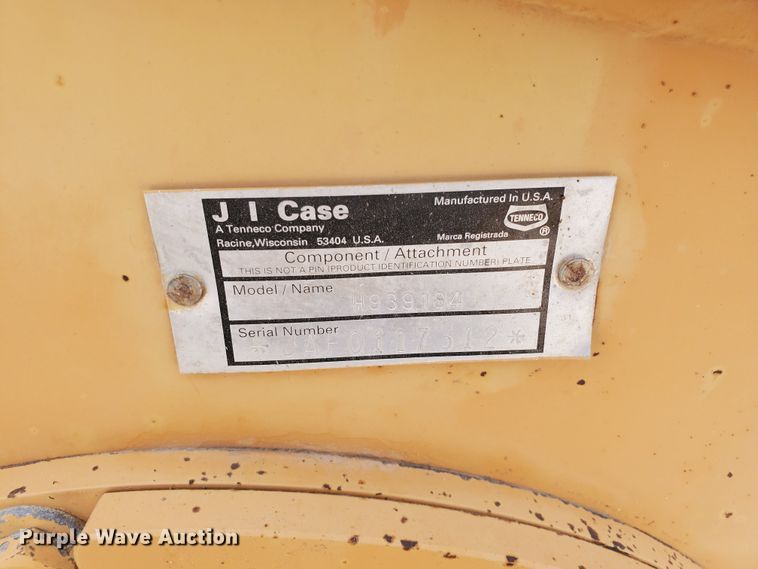 J I Case
A Tenneco Company
Racine,Wisconsin 53404 U.S.A.
Manufactured In U.S.A.
TENNECO
®
Marca Registrada
Component / Attachment
THIS IS NOT A PIN (PRODUCT IDENTIFICATION NUMBER) PLATE
Model / Name
H939184
Serial Number
*JAF0117512*
Purple Wave Auction